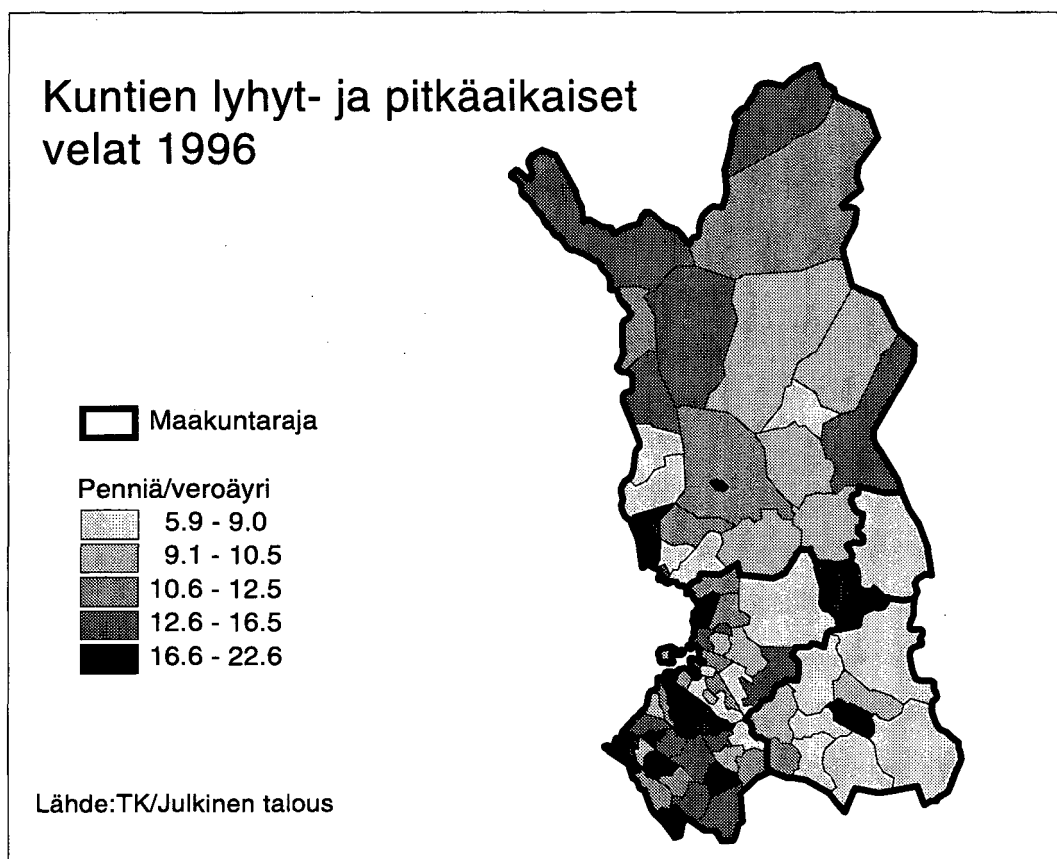 Kuntien lyhyt- ja pitkäaikaiset
velat 1996
Maakuntaraja
Penniä/veroäyri
5.9 - 9.0
9.1 - 10.5
10.6 - 12.5
12.6 - 16.5
16.6 - 22.6
Lähde:TK/Julkinen talous